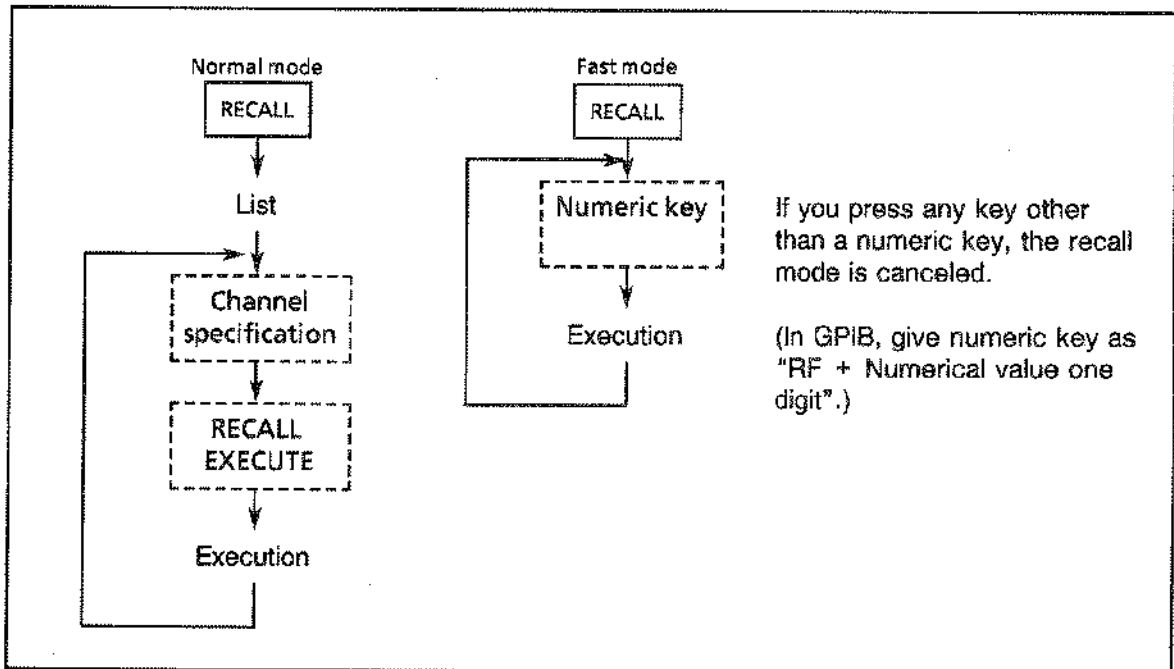 Normal mode
RECALL
List
Channel
specification
RECALL
EXECUTE
Execution
Fast mode
RECALL
Numeric key
Execution
If you press any key other
than a numeric key, the recall
mode is canceled.
(In GPIB, give numeric key as
“RF + Numerical value one
digit”.)